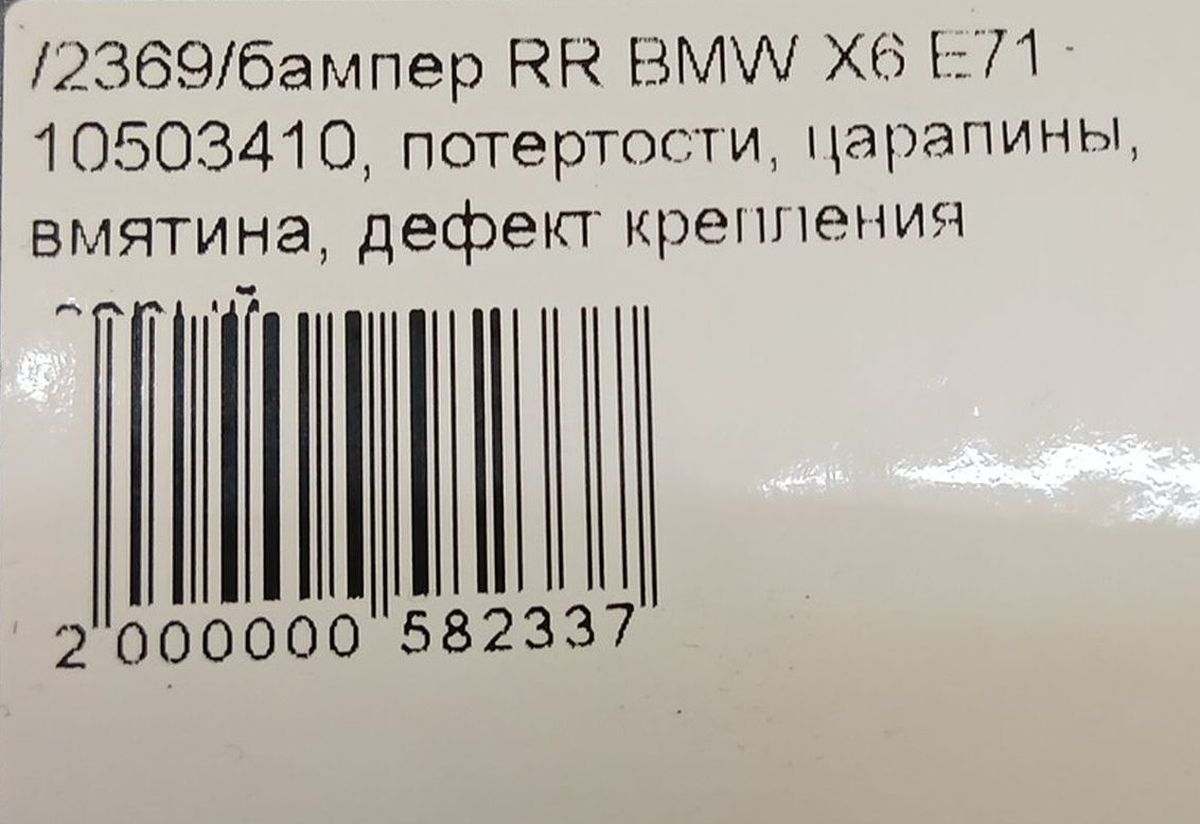 /2369/бампер RR BMW X6 E71 -
10503410, потертости, царапины,
вмятина, дефект крепления
2 000000 582337